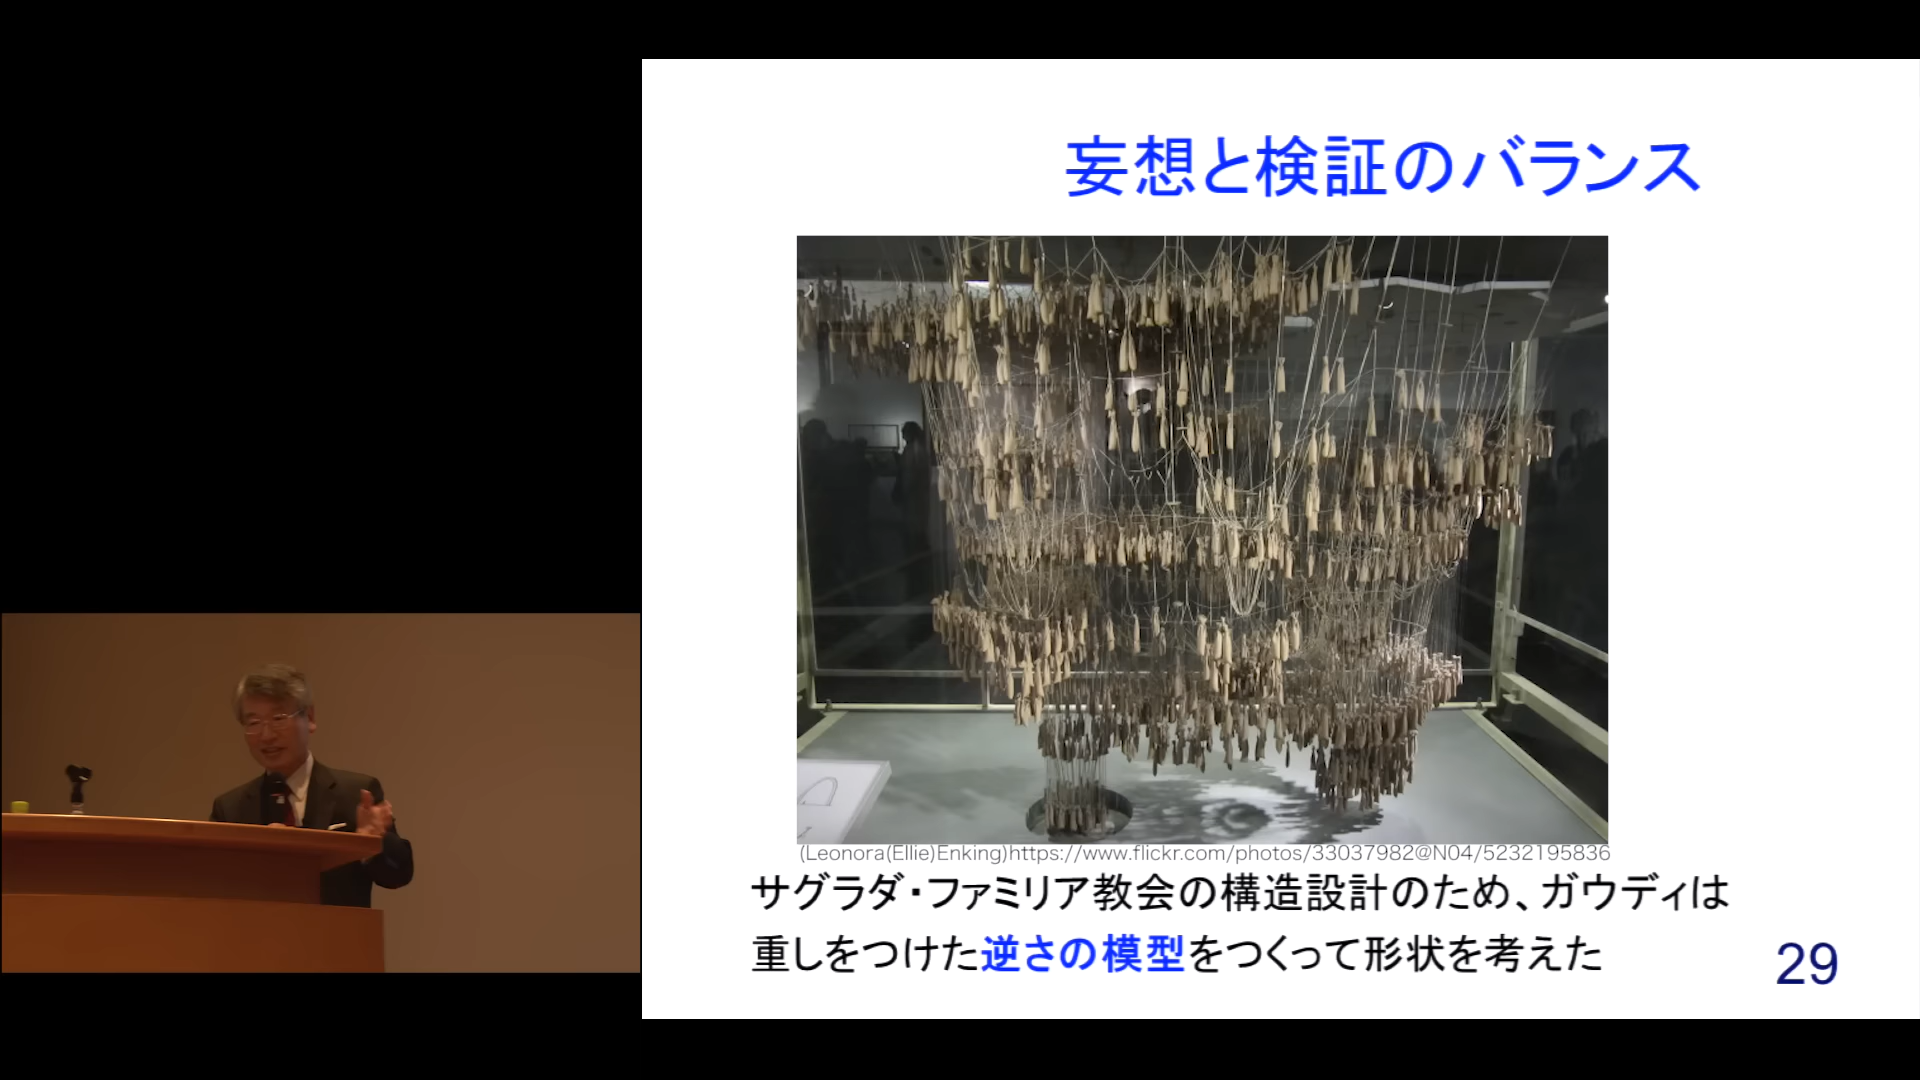 妄想と検証のバランス
(Leonora(Ellie)Enking)https://www.flickr.com/photos/33037982@N04/5232195836
サグラダ・ファミリア教会の構造設計のため、ガウディは
重しをつけた逆さの模型をつくって形状を考えた
29